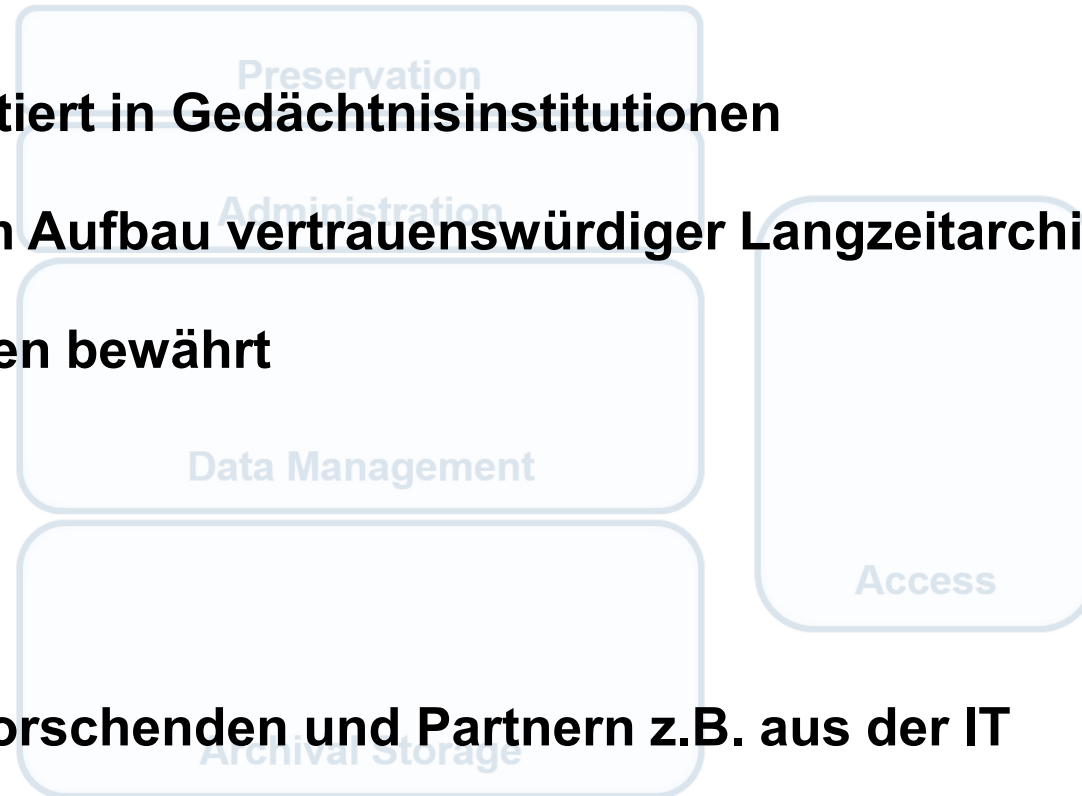 Preservation
tiert in Gedächtnisinstitutionen
Administration
n Aufbau vertrauenswürdiger Langzeitarchi
en bewährt
Data Management
Access
orschenden und Partnern z.B. aus der IT
Archival Storage